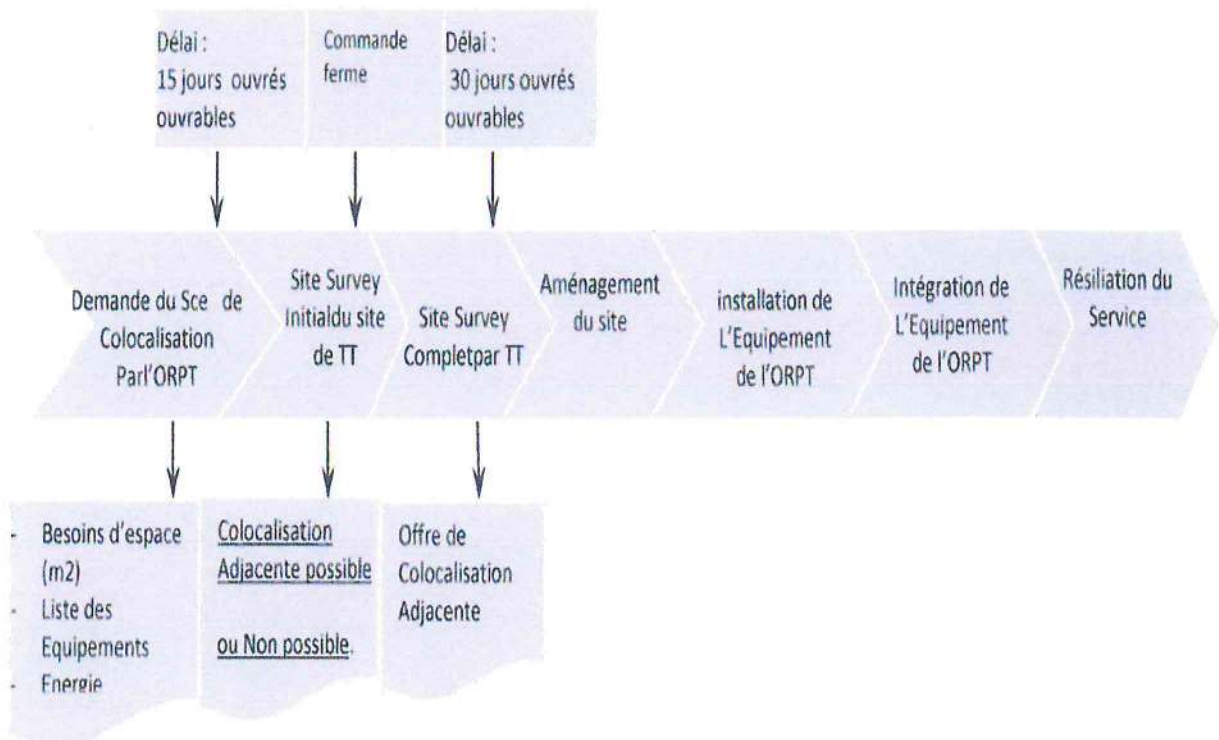 Délai :
15 jours ouvrés
ouvrables
Commande
ferme
Délai :
30 jours ouvrés
ouvrables
Demande du Sce de
Colocalisation
Parl'ORPT
Site Survey
Initialdu site
de TT
Site Survey
Completpar TT
Aménagement
du site
installation de
L'Equipement
de l'ORPT
Intégration de
L'Equipement
de l'ORPT
Résiliation du
Service
- Besoins d'espace
(m2)
- Liste des
Equipements
- Energie
Colocalisation
Adjacente possible
ou Non possible.
Offre de
Colocalisation
Adjacente